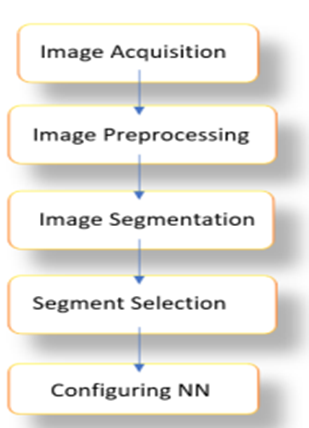 Image Acquisition
Image Preprocessing
Image Segmentation
Segment Selection
Configuring NN